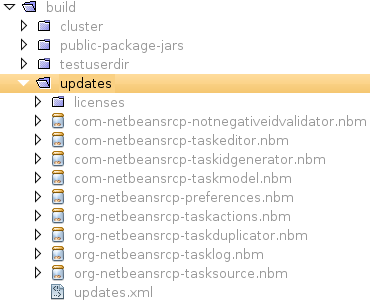 build
cluster
public-package-jars
testuserdir
updates
licenses
com-netbeansrcp-notnegativeidvalidator.nbm
com-netbeansrcp-taskeditor.nbm
com-netbeansrcp-taskidgenerator.nbm
com-netbeansrcp-taskmodel.nbm
org-netbeansrcp-preferences.nbm
org-netbeansrcp-taskactions.nbm
org-netbeansrcp-taskduplicator.nbm
org-netbeansrcp-tasklog.nbm
org-netbeansrcp-tasksource.nbm
updates.xml